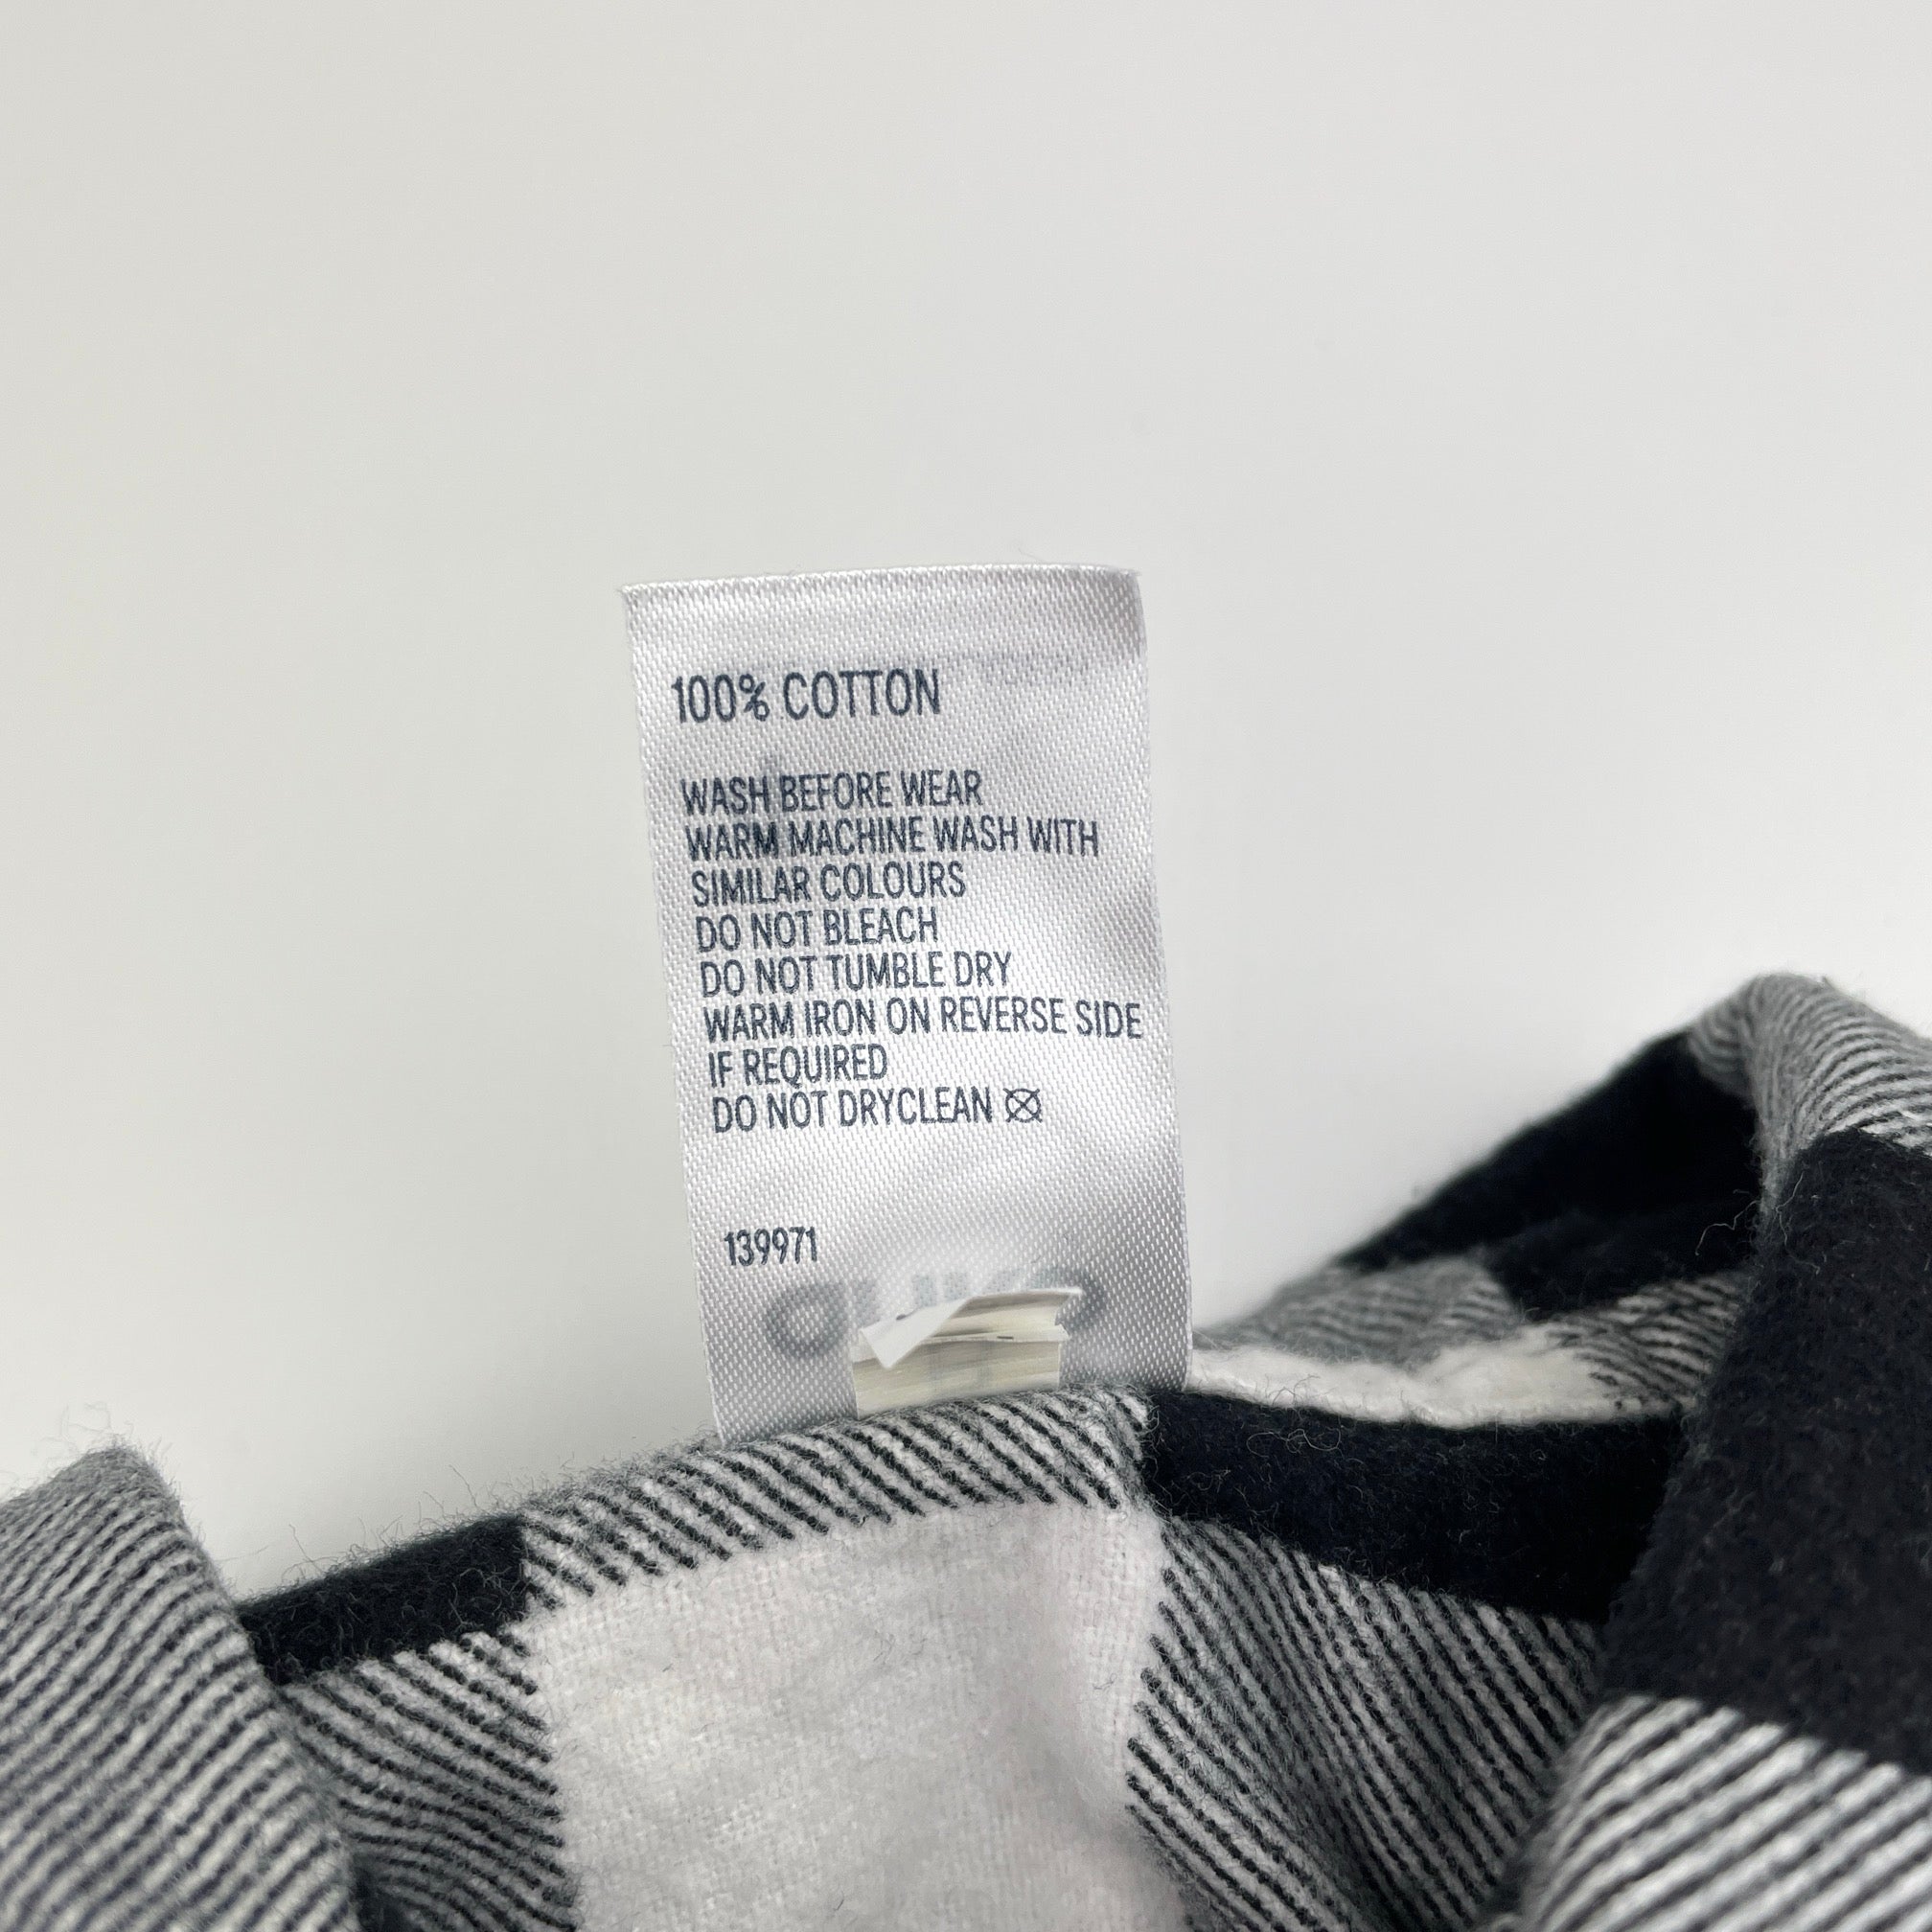 100% COTTON
WASH BEFORE WEAR
WARM MACHINE WASH WITH
SIMILAR COLOURS
DO NOT BLEACH
DO NOT TUMBLE DRY
WARM IRON ON REVERSE SIDE
IF REQUIRED
DO NOT DRYCLEAN
139971